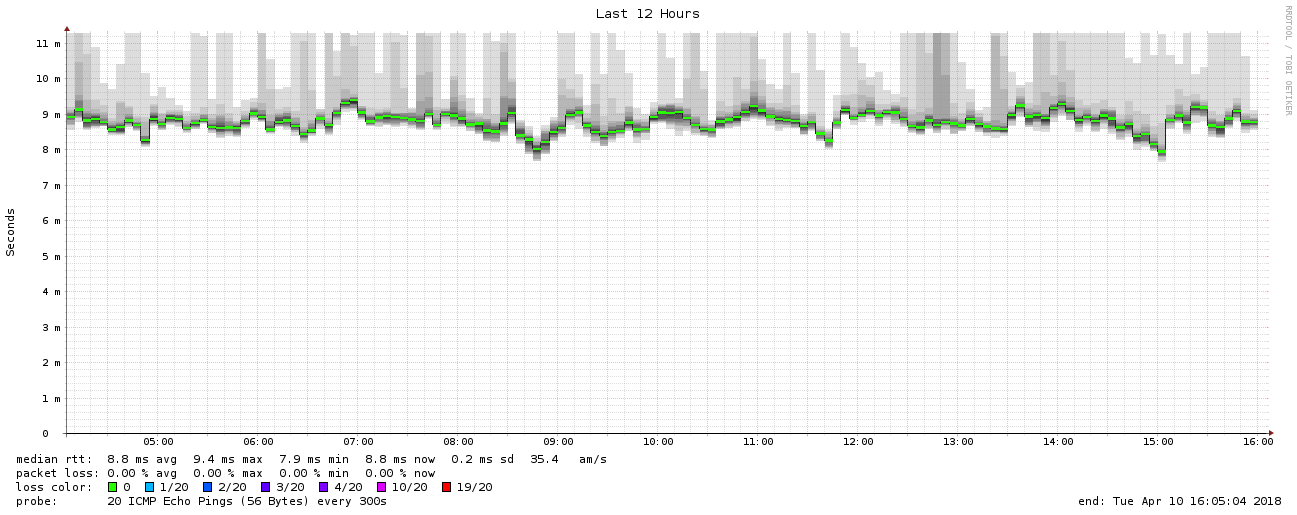 Last 12 Hours
RRDTOOL / TOBI OETIKER
Seconds
11 m
10 m
9 m
8 m
7 m
6 m
5 m
4 m
3 m
2 m
1 m
0
05:00 06:00 07:00 08:00 09:00 10:00 11:00 12:00 13:00 14:00 15:00 16:00
median rtt: 8.8 ms avg 9.4 ms max 7.9 ms min 8.8 ms now 0.2 ms sd 35.4 am/s
packet loss: 0.00 % avg 0.00 % max 0.00 % min 0.00 % now
loss color: 0 1/20 2/20 3/20 4/20 10/20 19/20
probe: 20 ICMP Echo Pings (56 Bytes) every 300s end: Tue Apr 10 16:05:04 2018